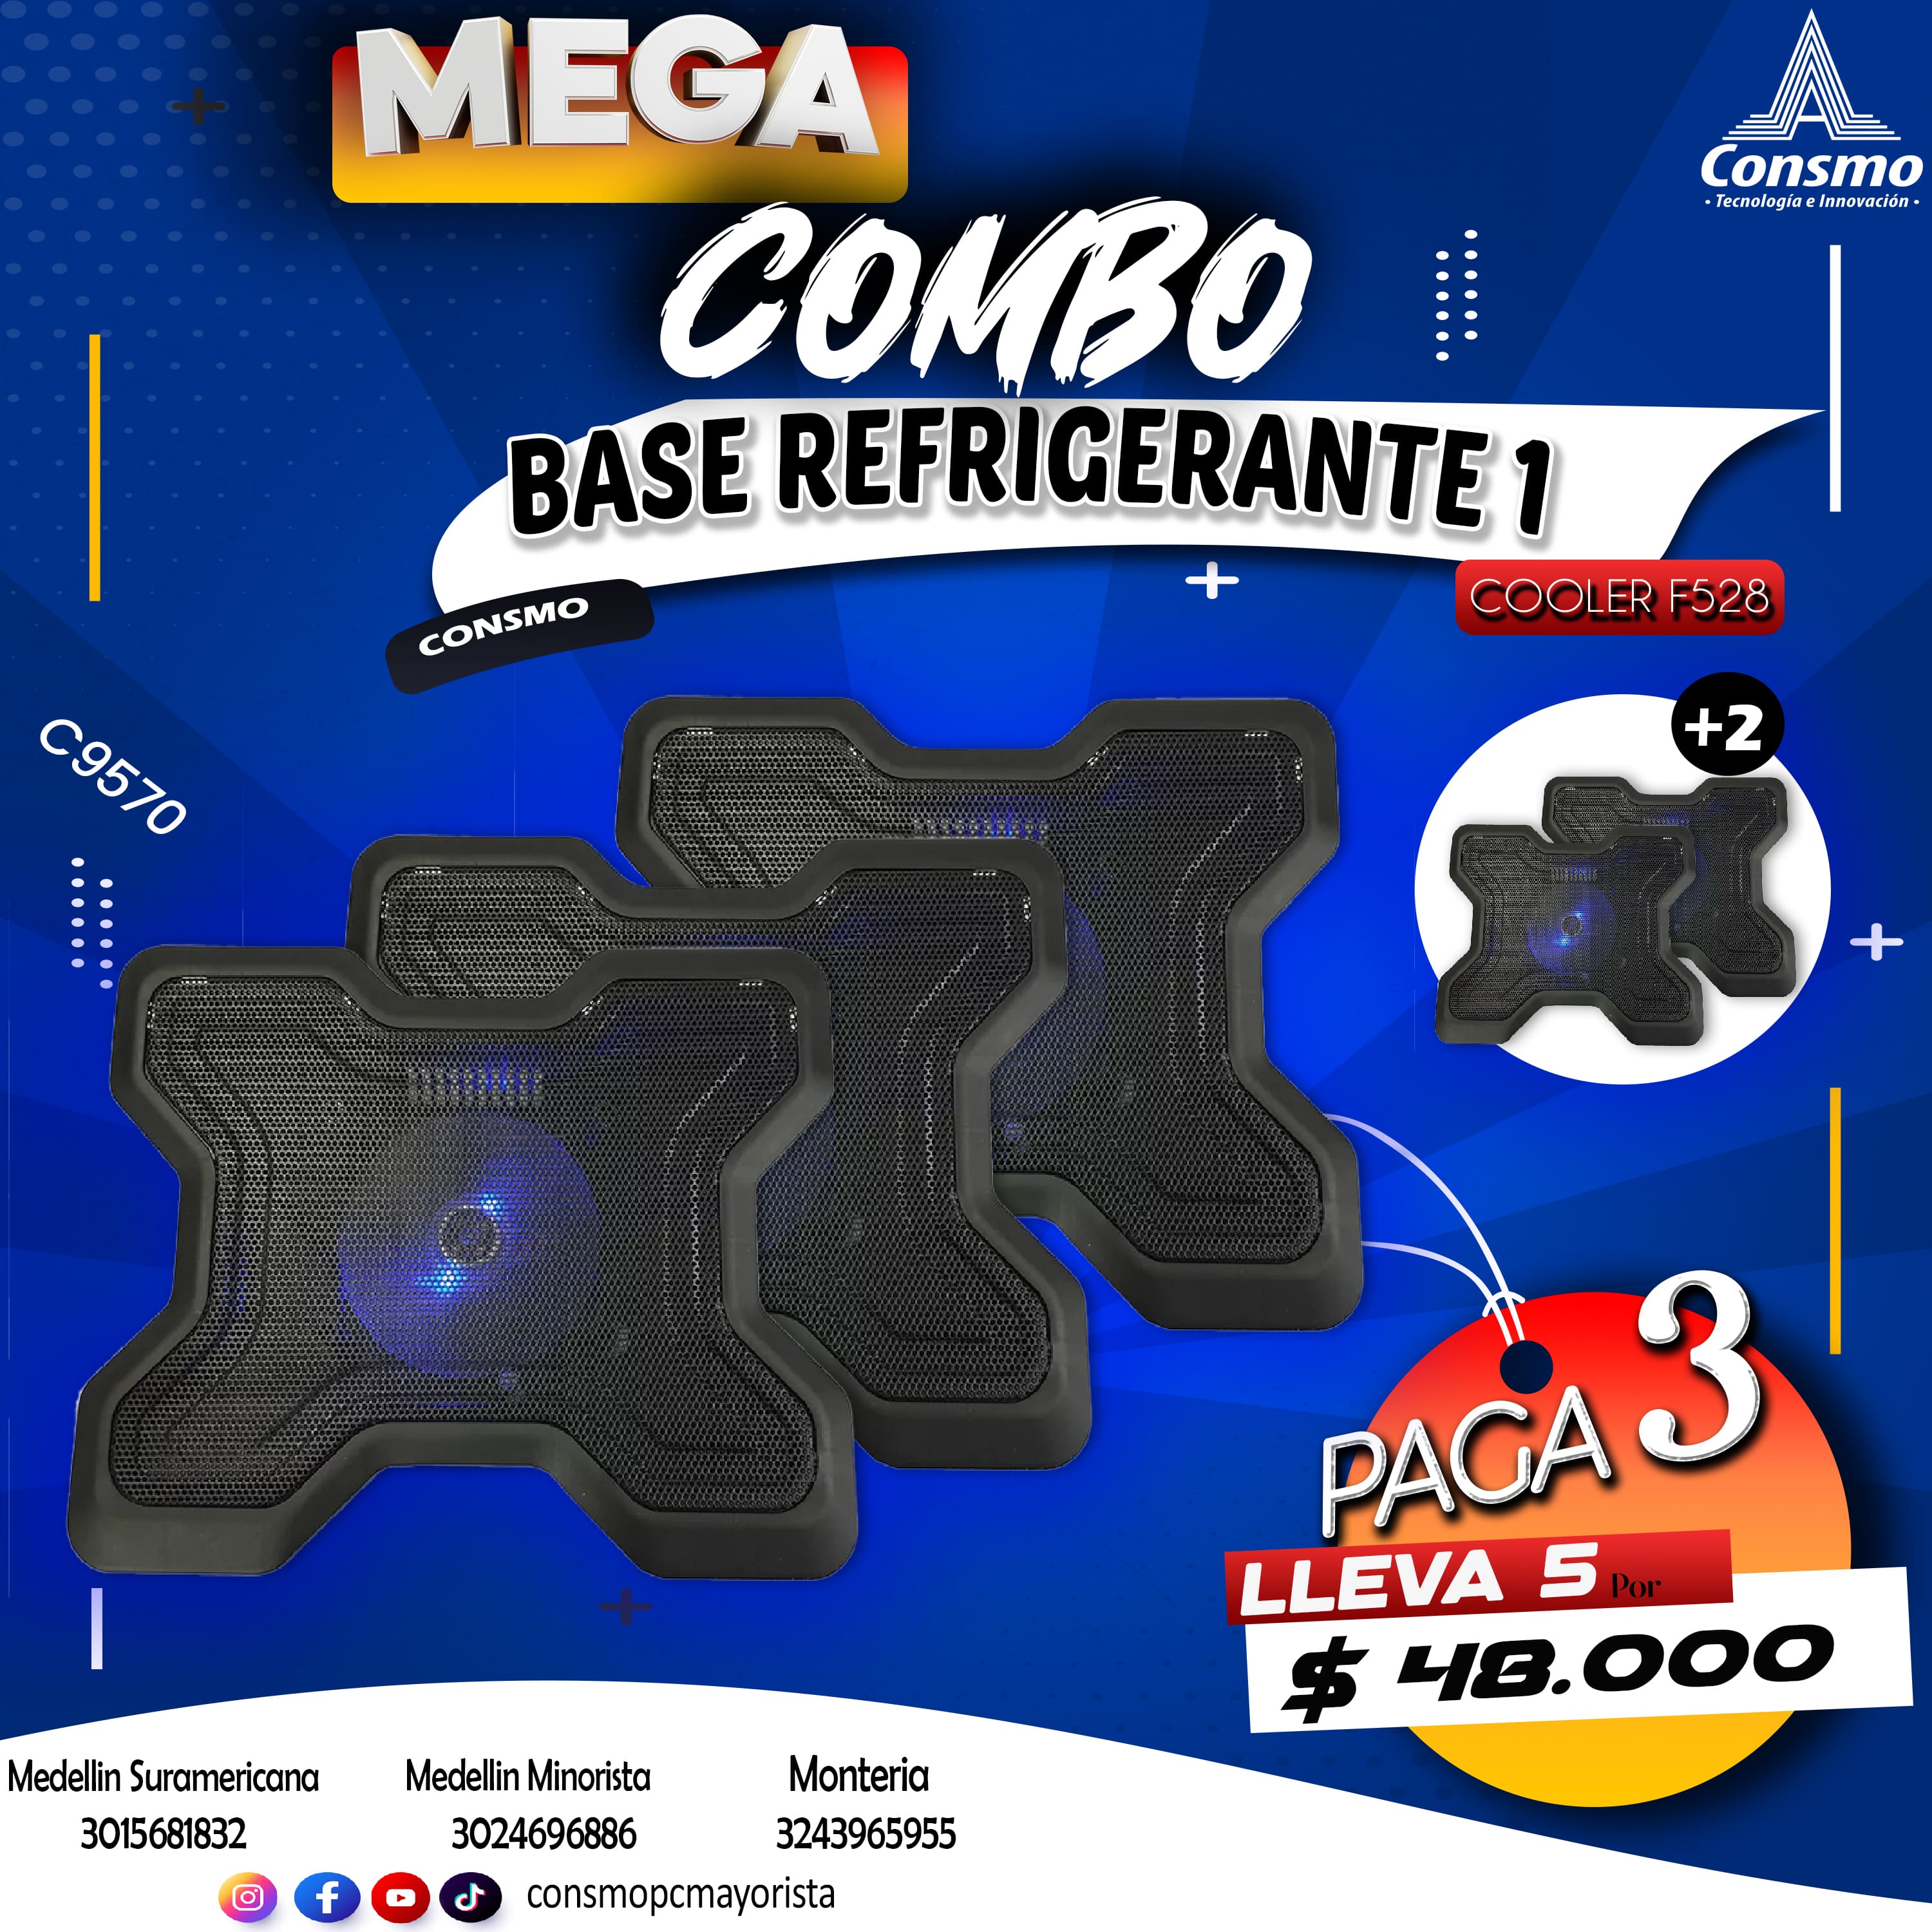 MEGA
Consmo
• Tecnología e Innovación •
COMBO
BASE REFRIGERANTE 1
CONSMO
COOLER F528
+2
C9570
PAGA 3
LLEVA 5 Por
$ 48.000
Medellin Suramericana
3015681832
Medellin Minorista
3024696886
Monteria
3243965955
consmopcmayorista